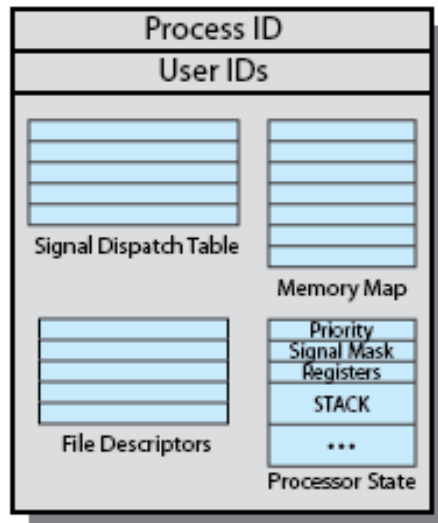 Process ID
User IDs
Signal Dispatch Table
Memory Map
File Descriptors
Priority
Signal Mask
Registers
STACK
•••
Processor State